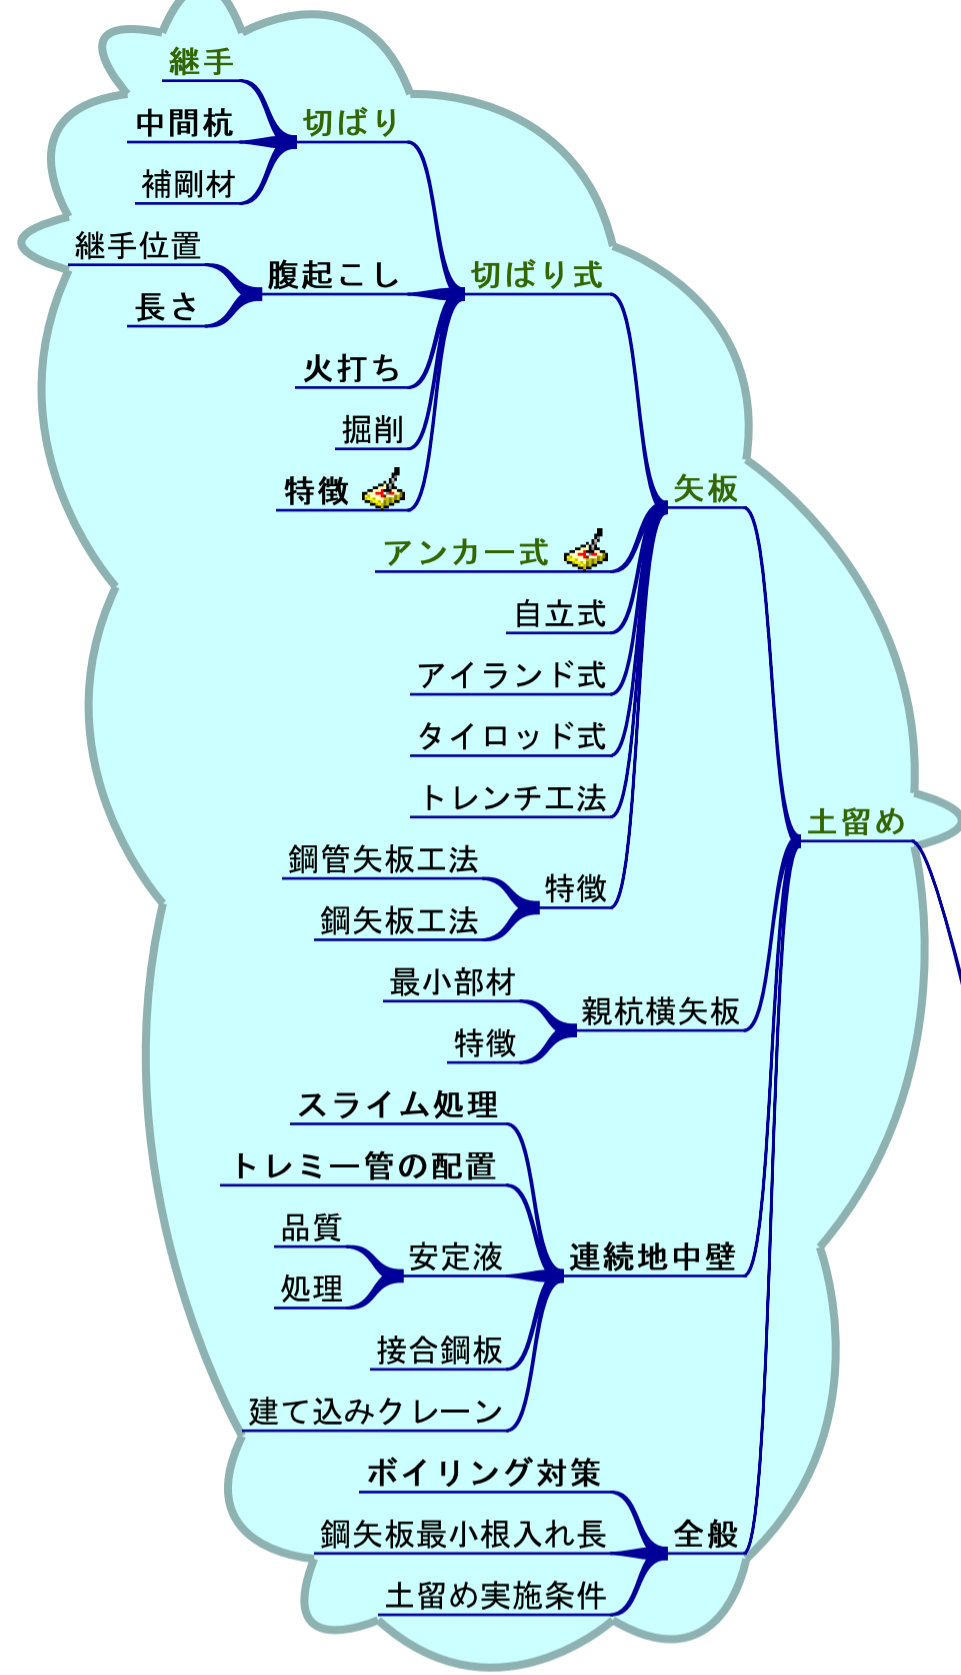 継手
中間杭
切ばり
補剛材
継手位置
腹起こし
切ばり式
長さ
火打ち
掘削
特徴
矢板
アンカー式
自立式
アイランド式
タイロッド式
トレンチ工法
土留め
鋼管矢板工法
特徴
鋼矢板工法
最小部材
親杭横矢板
特徴
スライム処理
トレミー管の配置
品質
安定液
連続地中壁
処理
接合鋼板
建て込みクレーン
ボイリング対策
鋼矢板最小根入れ長
全般
土留め実施条件